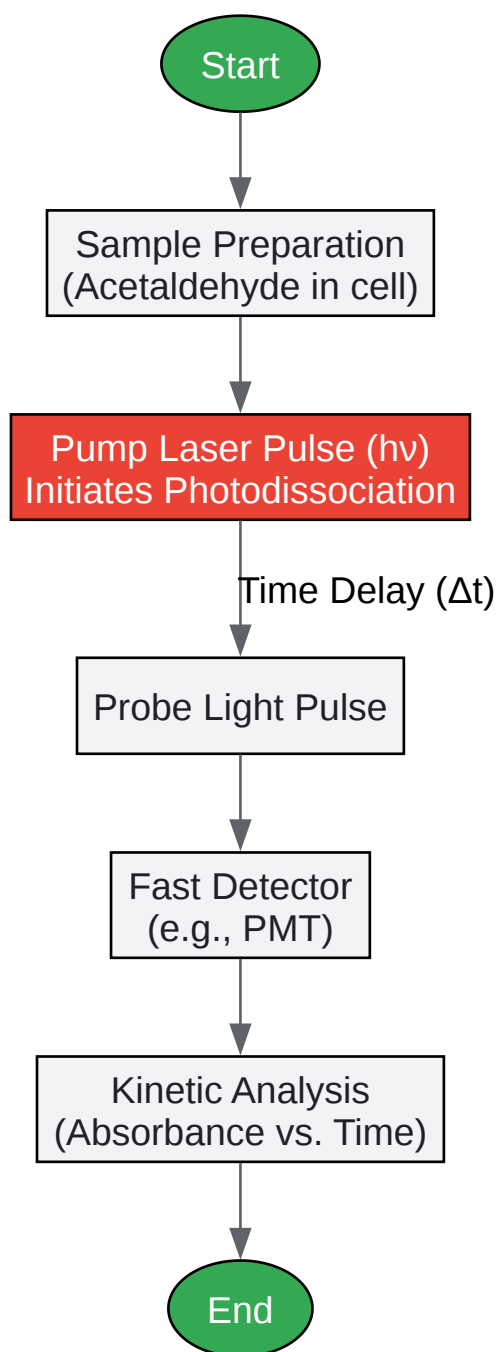 Start
Sample Preparation
(Acetaldehyde in cell)
Pump Laser Pulse (hν)
Initiates Photodissociation
Time Delay (Δt)
Probe Light Pulse
Fast Detector
(e.g., PMT)
Kinetic Analysis
(Absorbance vs. Time)
End